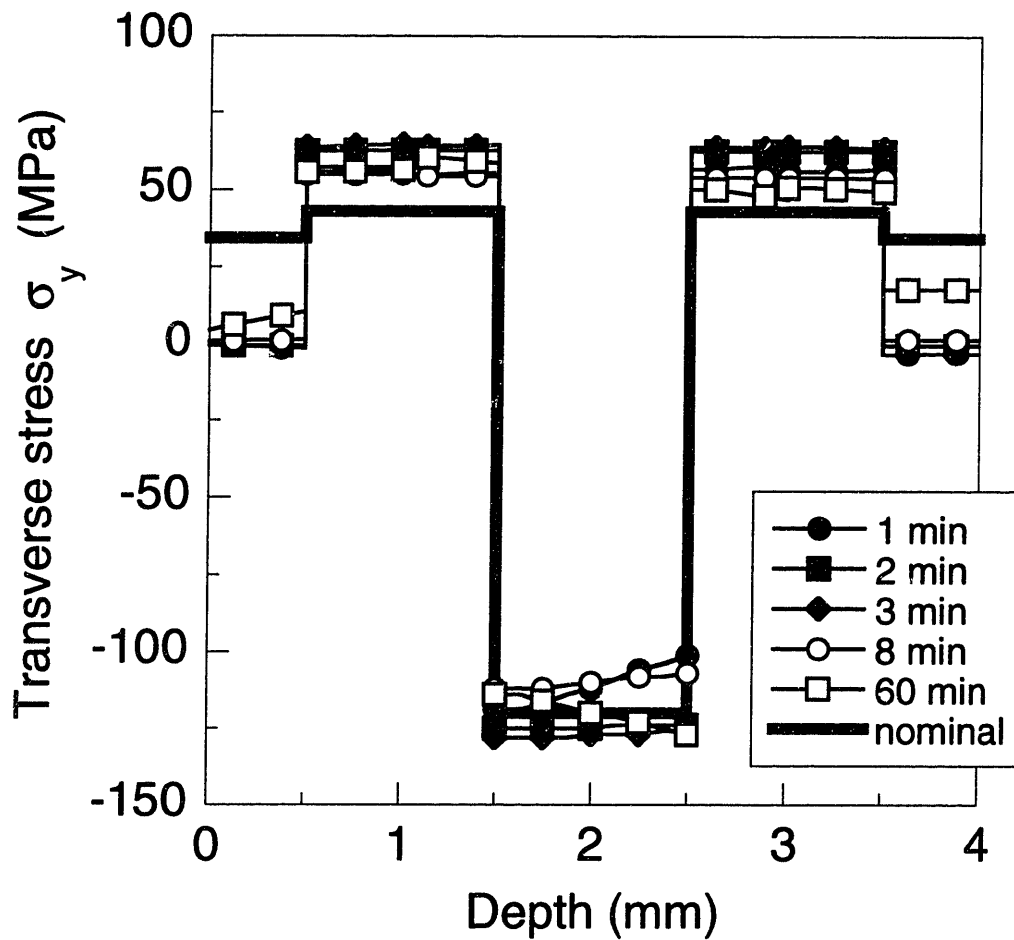 Transverse stress σy (MPa)
100
50
0
-50
-100
-150
0 1 2 3 4
Depth (mm)
1 min
2 min
3 min
8 min
60 min
nominal